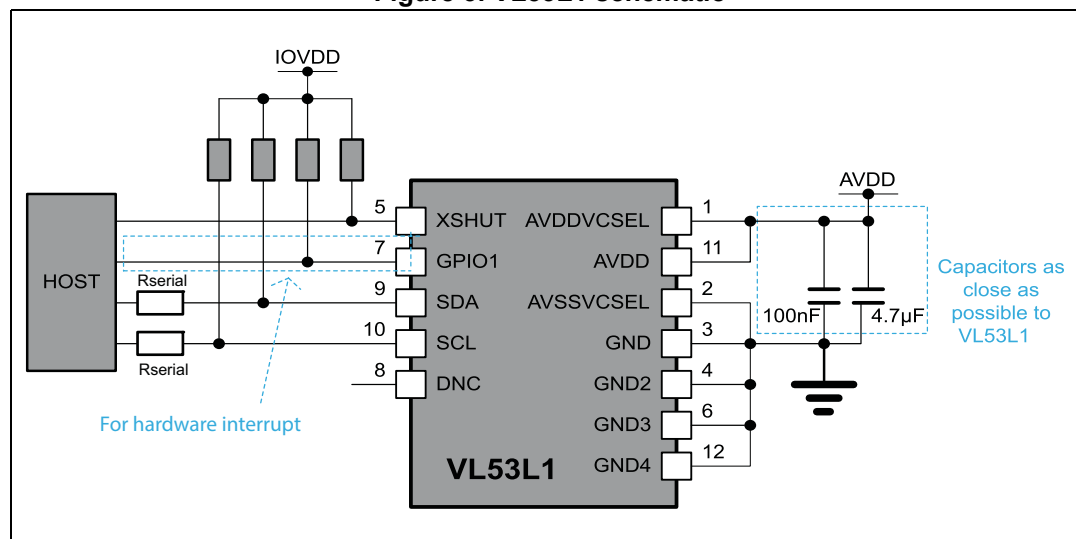 IOVDD
AVDD
HOST
5
XSHUT
AVDDVCSEL
1
7
GPIO1
AVDD
11
Rserial
9
SDA
AVSSVCSEL
2
100nF
4.7µF
Capacitors as
close as
possible to
VL53L1
10
SCL
GND
3
Rserial
8
DNC
GND2
4
For hardware interrupt
GND3
6
GND4
12
VL53L1